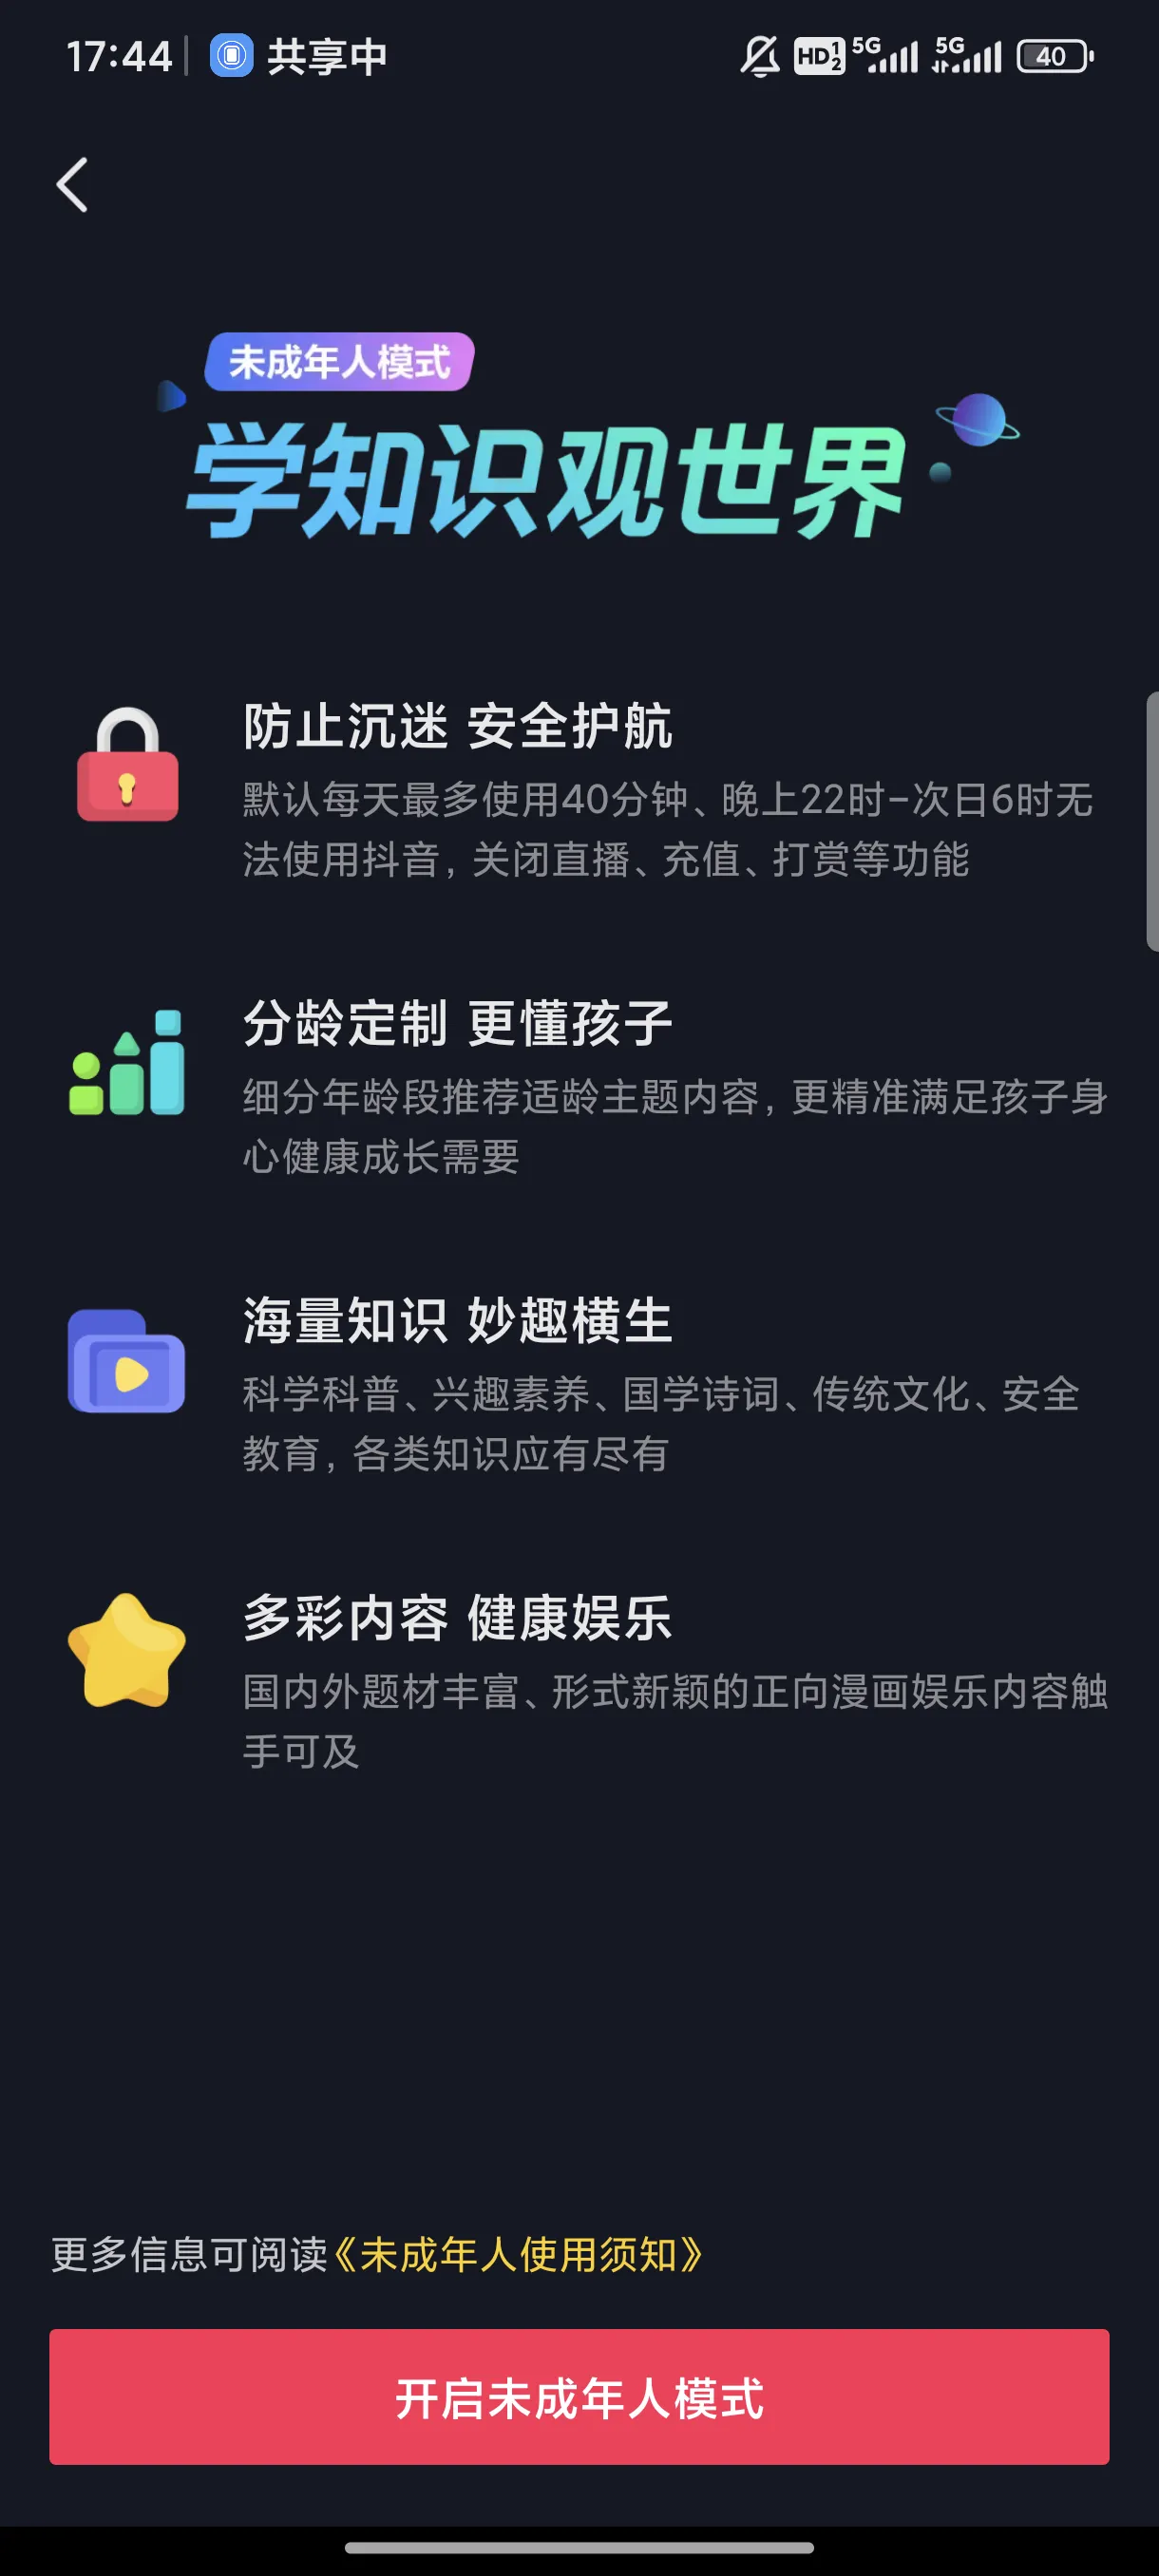 17:44 共享中 HD 1 2 5G 5G 40
未成年人模式
学知识观世界
防止沉迷 安全护航
默认每天最多使用40分钟、晚上22时-次日6时无
法使用抖音，关闭直播、充值、打赏等功能
分龄定制 更懂孩子
细分年龄段推荐适龄主题内容，更精准满足孩子身
心健康成长需要
海量知识 妙趣横生
科学科普、兴趣素养、国学诗词、传统文化、安全
教育，各类知识应有尽有
多彩内容 健康娱乐
国内外题材丰富、形式新颖的正向漫画娱乐内容触
手可及
更多信息可阅读《未成年人使用须知》
开启未成年人模式